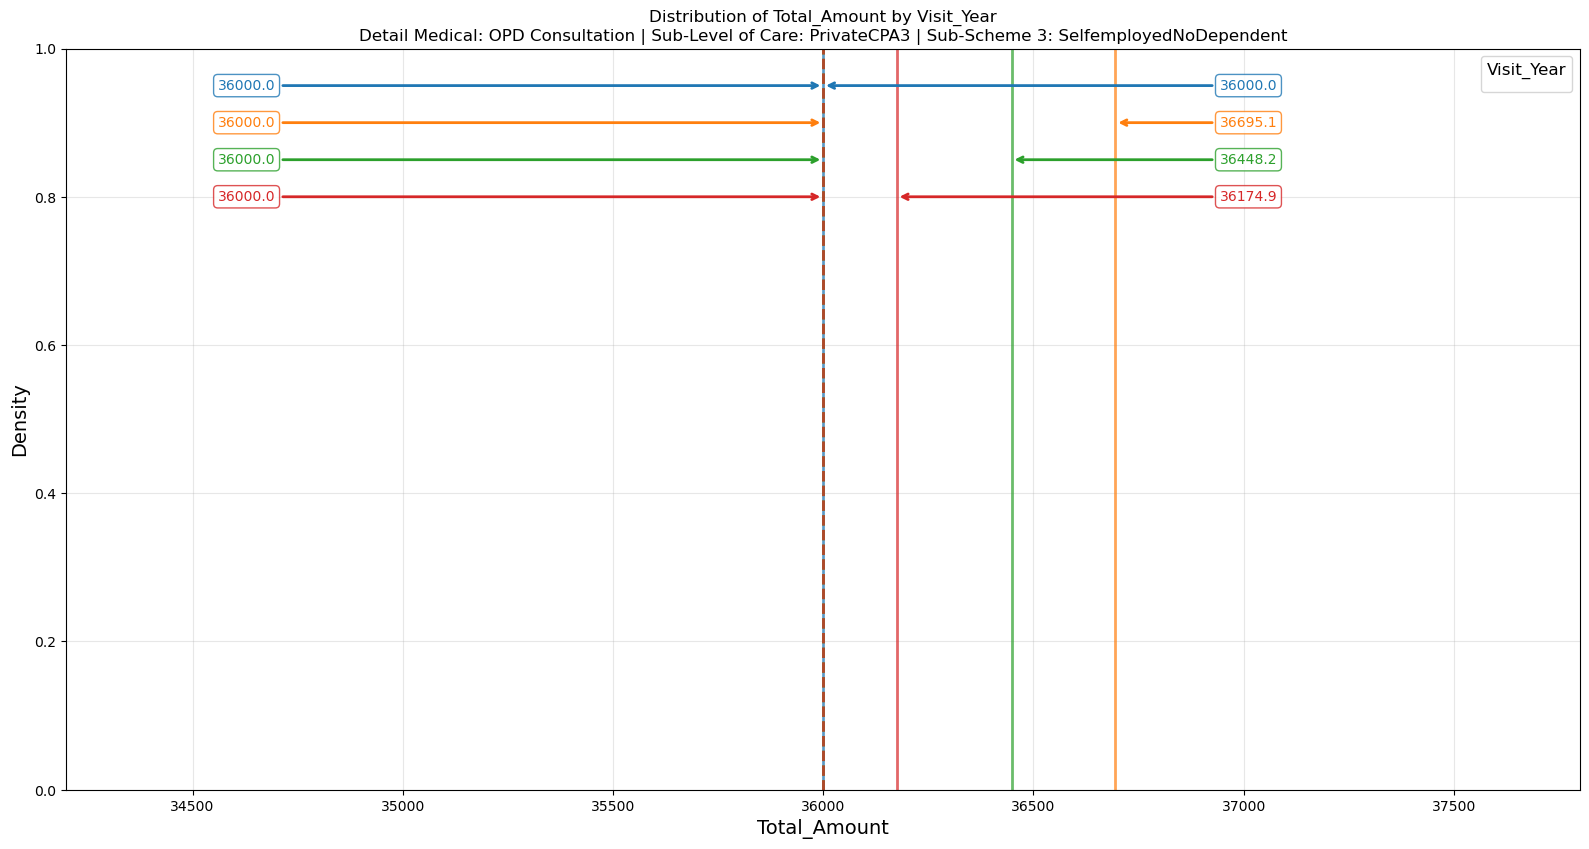 Distribution of Total_Amount by Visit_Year
Detail Medical: OPD Consultation | Sub-Level of Care: PrivateCPA3 | Sub-Scheme 3: SelfemployedNoDependent
Visit_Year
36000.0 36000.0
36000.0 36695.1
36000.0 36448.2
36000.0 36174.9
1.0
0.8
0.6
0.4
0.2
0.0
Density
34500 35000 35500 36000 36500 37000 37500
Total_Amount